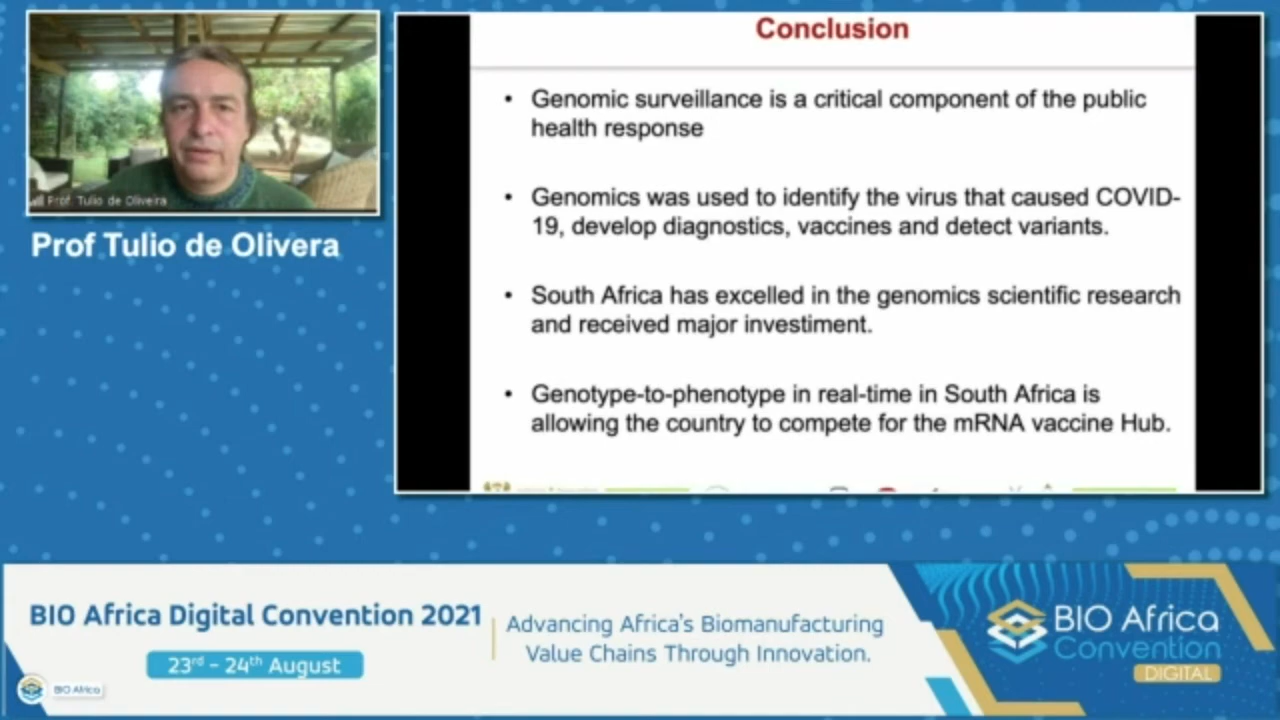 Prof. Tulio de Oliveira
Prof Tulio de Olivera
Conclusion
• Genomic surveillance is a critical component of the public
health response
• Genomics was used to identify the virus that caused COVID-
19, develop diagnostics, vaccines and detect variants.
• South Africa has excelled in the genomics scientific research
and received major investiment.
• Genotype-to-phenotype in real-time in South Africa is
allowing the country to compete for the mRNA vaccine Hub.
BIO Africa Digital Convention 2021
23rd – 24th August
Advancing Africa's Biomanufacturing
Value Chains Through Innovation.
BIO Africa
Convention
DIGITAL
BIO Africa